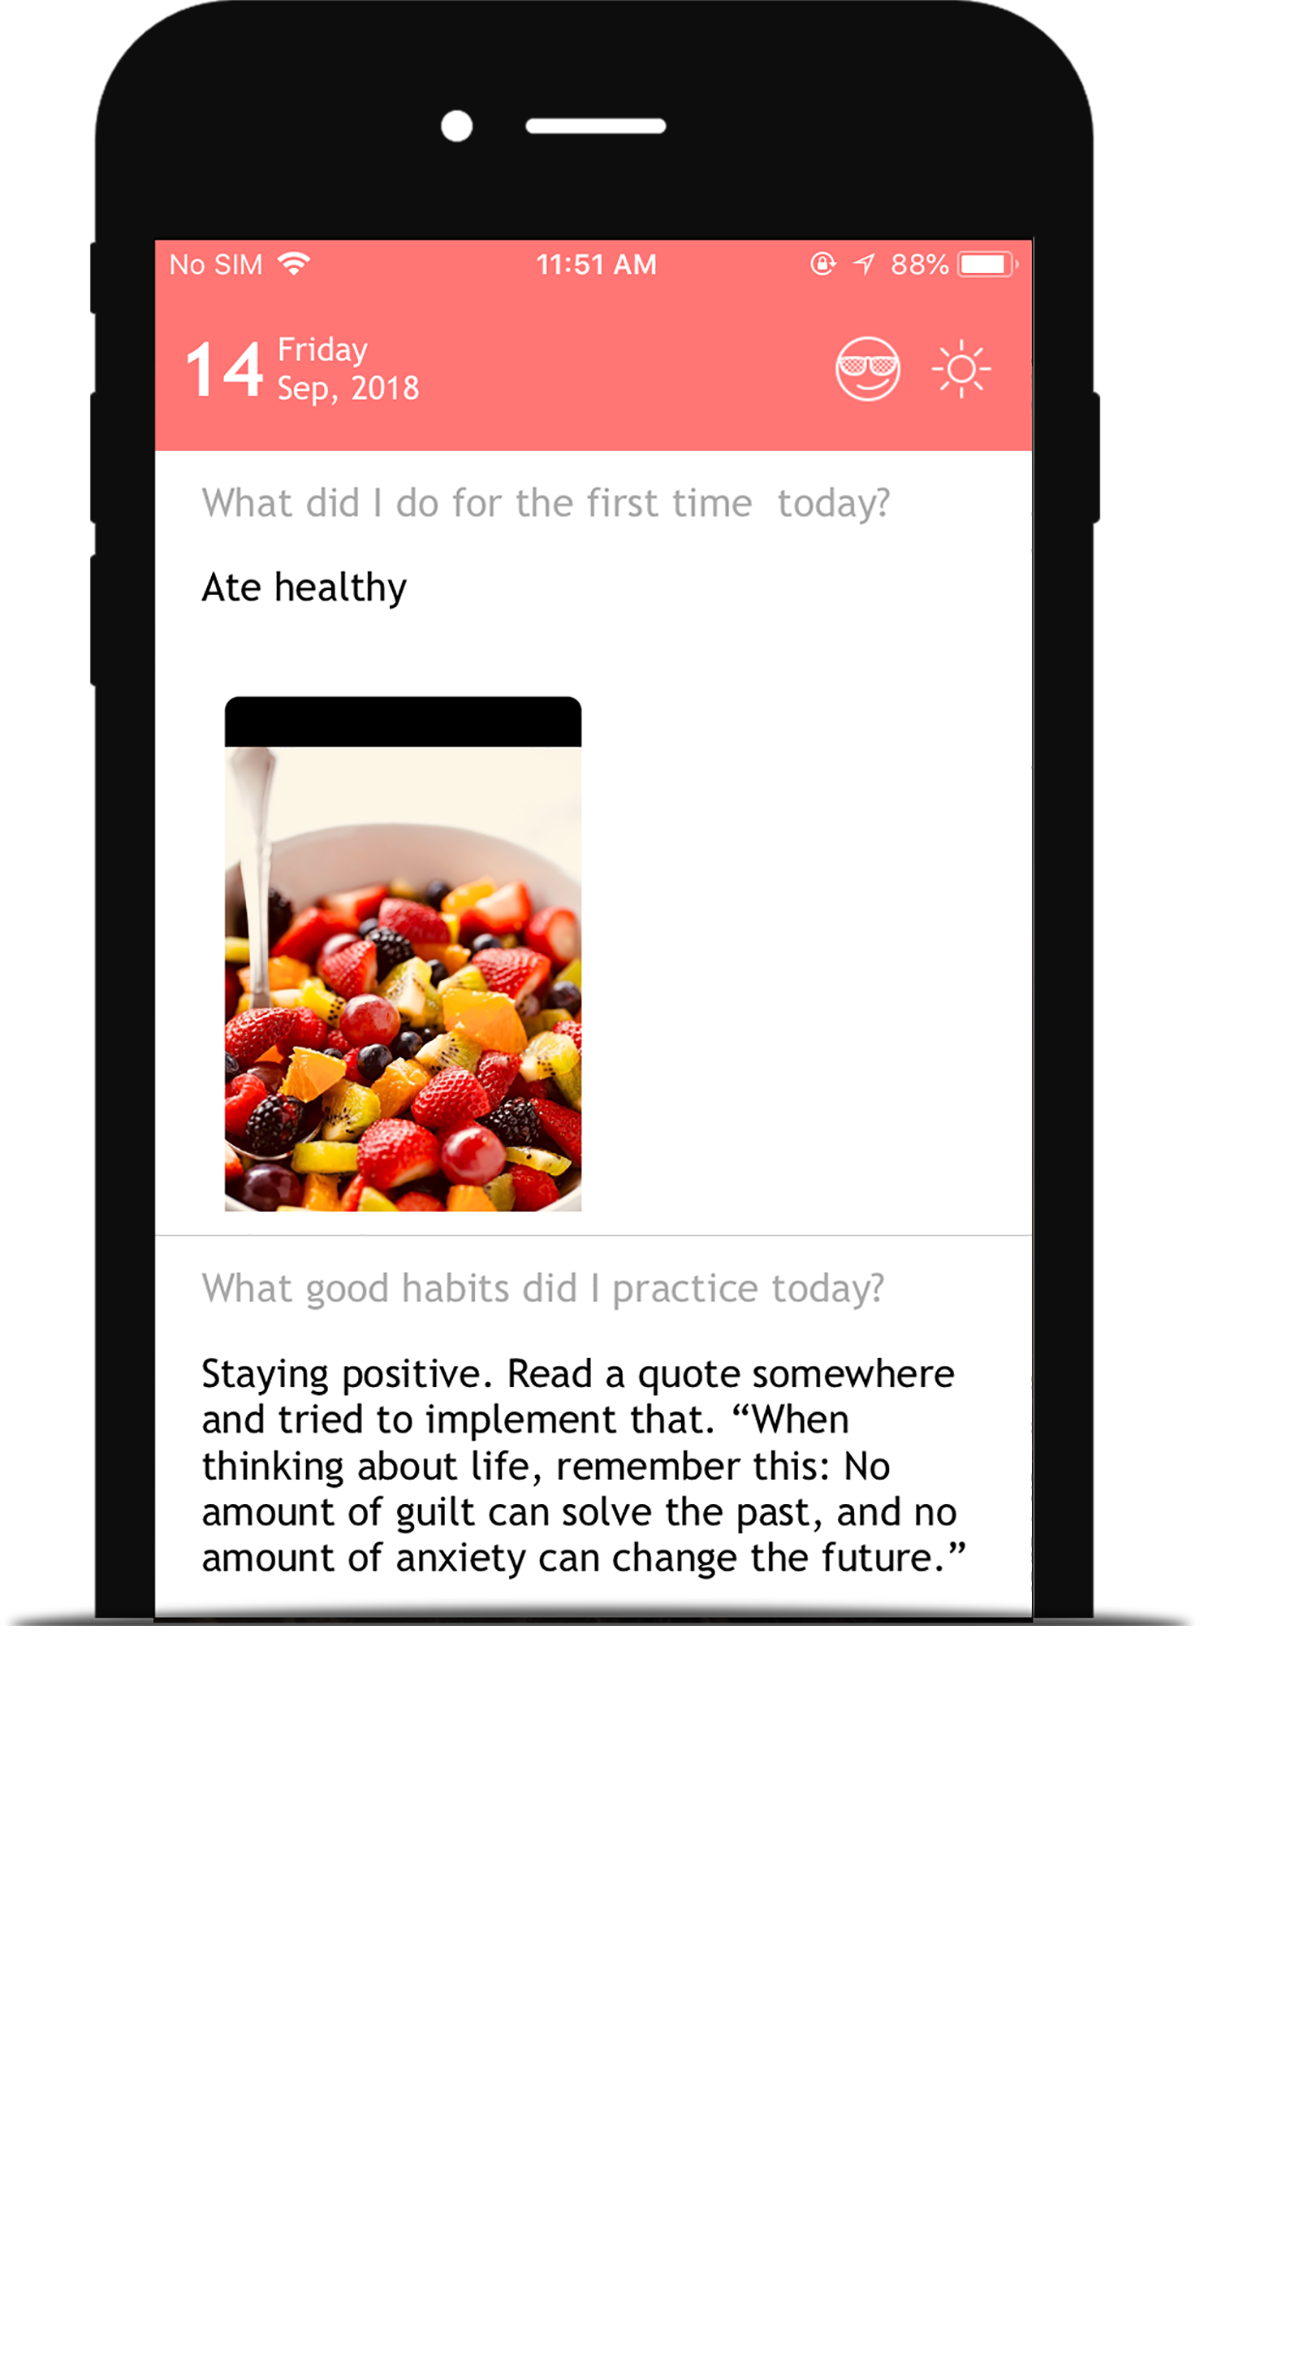 No SIM 11:51 AM 88%
14 Friday
Sep, 2018
What did I do for the first time  today?
Ate healthy
What good habits did I practice today?
Staying positive. Read a quote somewhere
and tried to implement that. “When
thinking about life, remember this: No
amount of guilt can solve the past, and no
amount of anxiety can change the future.”